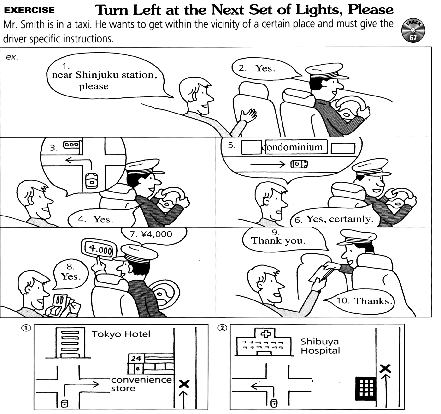 EXERCISE
Turn Left at the Next Set of Lights, Please
Mr. Smith is in a taxi. He wants to get within the vicinity of a certain place and must give the
driver specific instructions.
67
ex.
1.
near Shinjuku station,
please
2. Yes.
3.
4. Yes.
5.
condominium
6. Yes, certainly.
7. ¥4,000
4.000
8.
Yes.
9.
Thank you.
10. Thanks.
①
Tokyo Hotel
24
convenience
store
②
Shibuya
Hospital